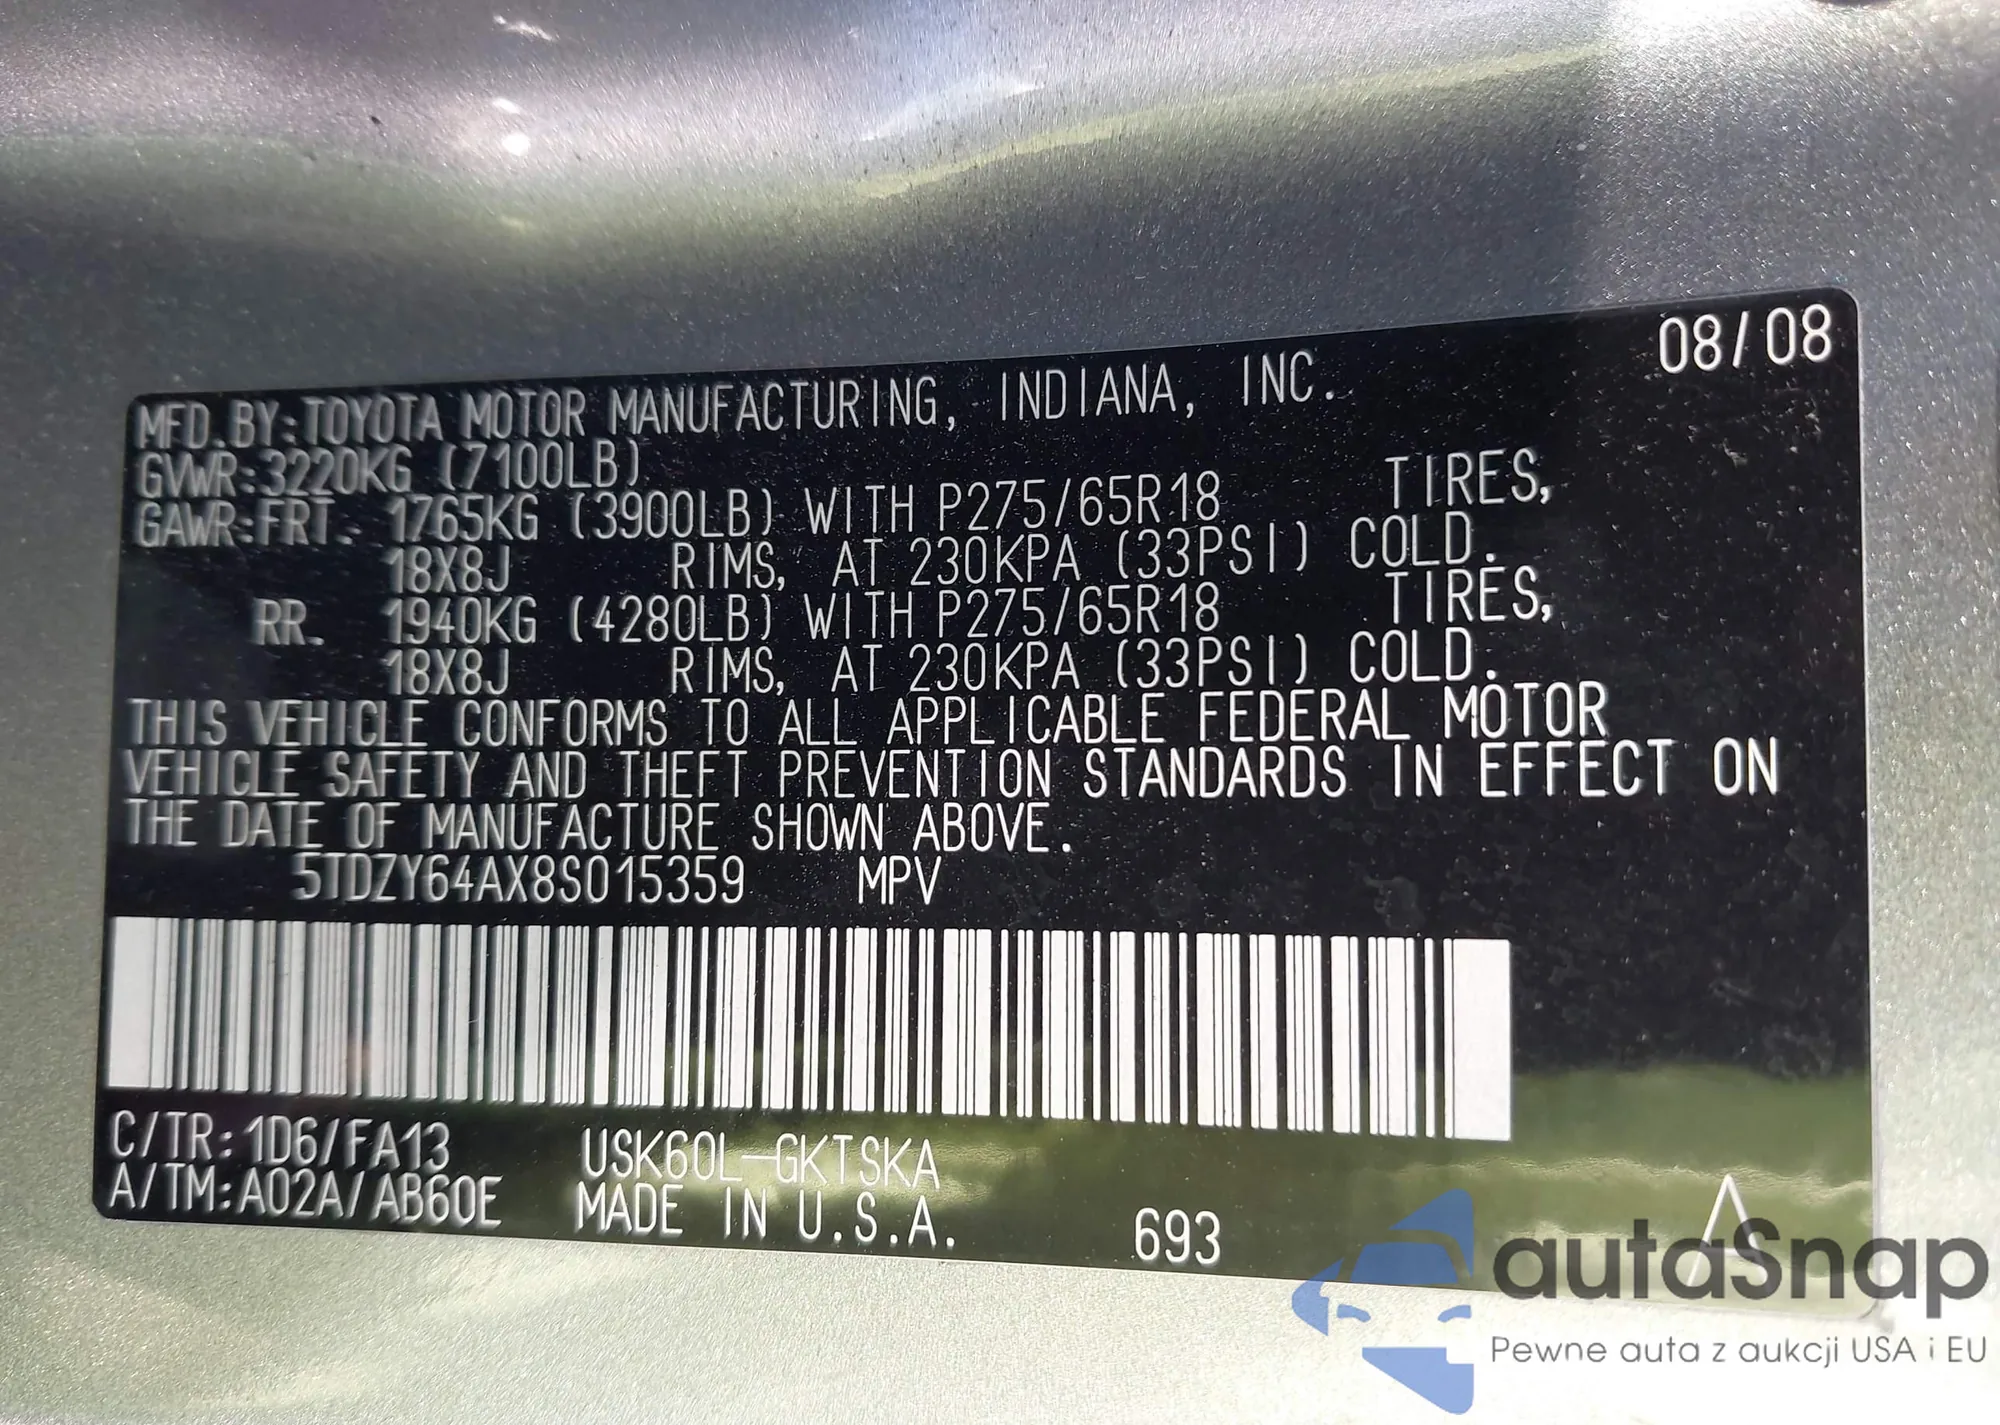 08/08
MFD.BY:TOYOTA MOTOR MANUFACTURING, INDIANA, INC.
GVWR:3220KG (7100LB)
GAWR:FRT. 1765KG (3900LB) WITH P275/65R18 TIRES,
18X8J RIMS, AT 230KPA (33PSI) COLD.
RR. 1940KG (4280LB) WITH P275/65R18 TIRES,
18X8J RIMS, AT 230KPA (33PSI) COLD.
THIS VEHICLE CONFORMS TO ALL APPLICABLE FEDERAL MOTOR
VEHICLE SAFETY AND THEFT PREVENTION STANDARDS IN EFFECT ON
THE DATE OF MANUFACTURE SHOWN ABOVE.
5TDZY64AX8S015359 MPV
C/TR:1D6/FA13 USK60L-GKTSKA
A/TM:A02A/AB60E MADE IN U.S.A. 693
autaSnap
Pewne auta z aukcji USA i EU